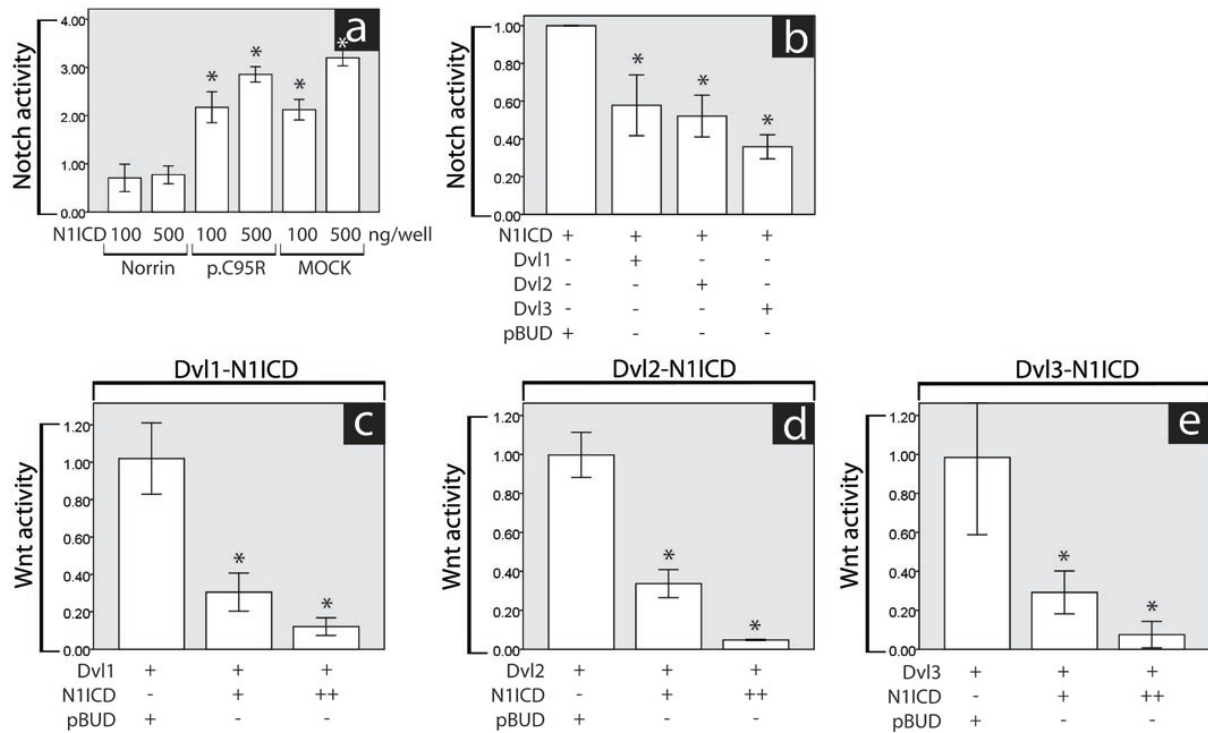 a
Notch activity
4.00
3.00
2.00
1.00
0.00
* * * *
N1ICD 100 500 100 500 100 500 ng/well
Norrin p.C95R MOCK
b
Notch activity
1.00
0.80
0.60
0.40
0.20
0.00
* * *
N1ICD + + + +
Dvl1 - + - -
Dvl2 - - + -
Dvl3 - - - +
pBUD + - - -
Dvl1-N1ICD
c
Wnt activity
1.20
1.00
0.80
0.60
0.40
0.20
0.00
* *
Dvl1 + + +
N1ICD - + ++
pBUD + - -
Dvl2-N1ICD
d
Wnt activity
1.20
1.00
0.80
0.60
0.40
0.20
0.00
* *
Dvl2 + + +
N1ICD - + ++
pBUD + - -
Dvl3-N1ICD
e
Wnt activity
1.20
1.00
0.80
0.60
0.40
0.20
0.00
* *
Dvl3 + + +
N1ICD - + ++
pBUD + - -